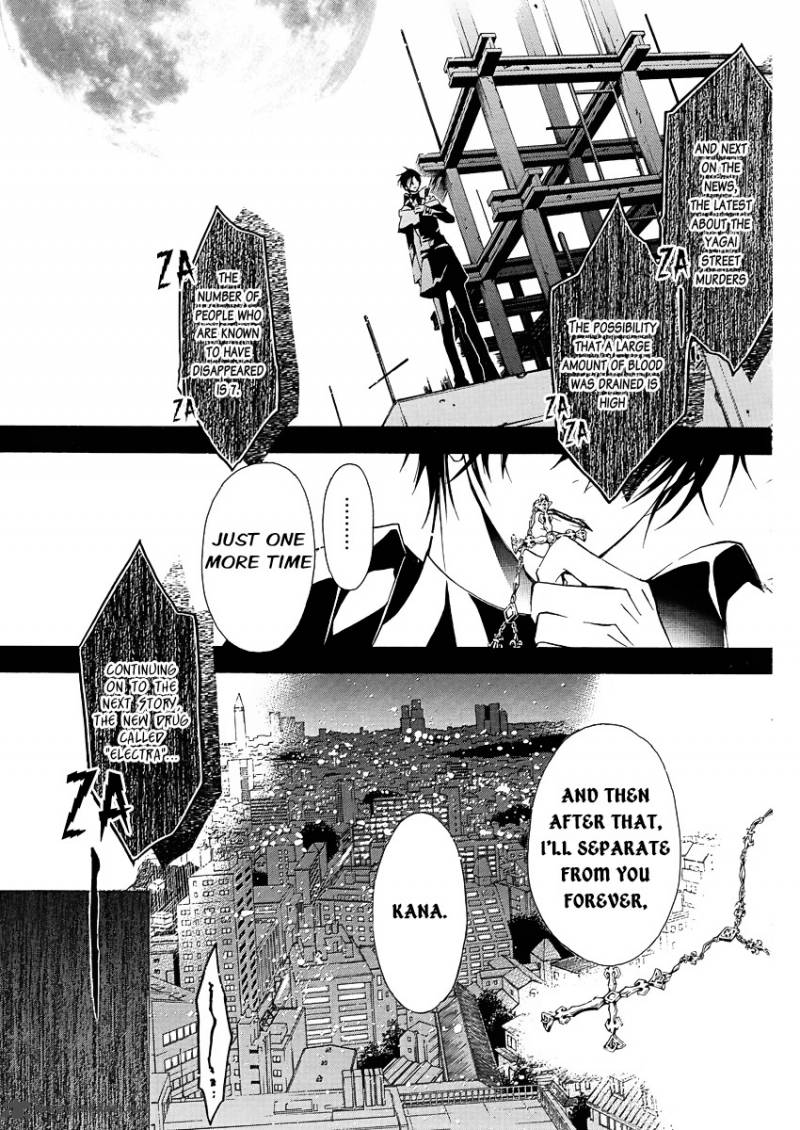 AND NEXT
ON THE
NEWS,
THE LATEST
ABOUT THE
YAGAI
STREET
MURDERS
ZA
THE POSSIBILITY
THAT A LARGE
AMOUNT OF BLOOD
WAS DRAINED IS
HIGH
ZA
ZA
ZA
THE
NUMBER OF
PEOPLE WHO
ARE KNOWN
TO HAVE
DISAPPEARED
IS 7.
ZA
.........
JUST ONE
MORE TIME
CONTINUING
ON TO THE
NEXT STORY,
THE NEW DRUG
CALLED
"ELECTRA"...
ZA
AND THEN
AFTER THAT,
I'LL SEPARATE
FROM YOU
FOREVER,
KANA.